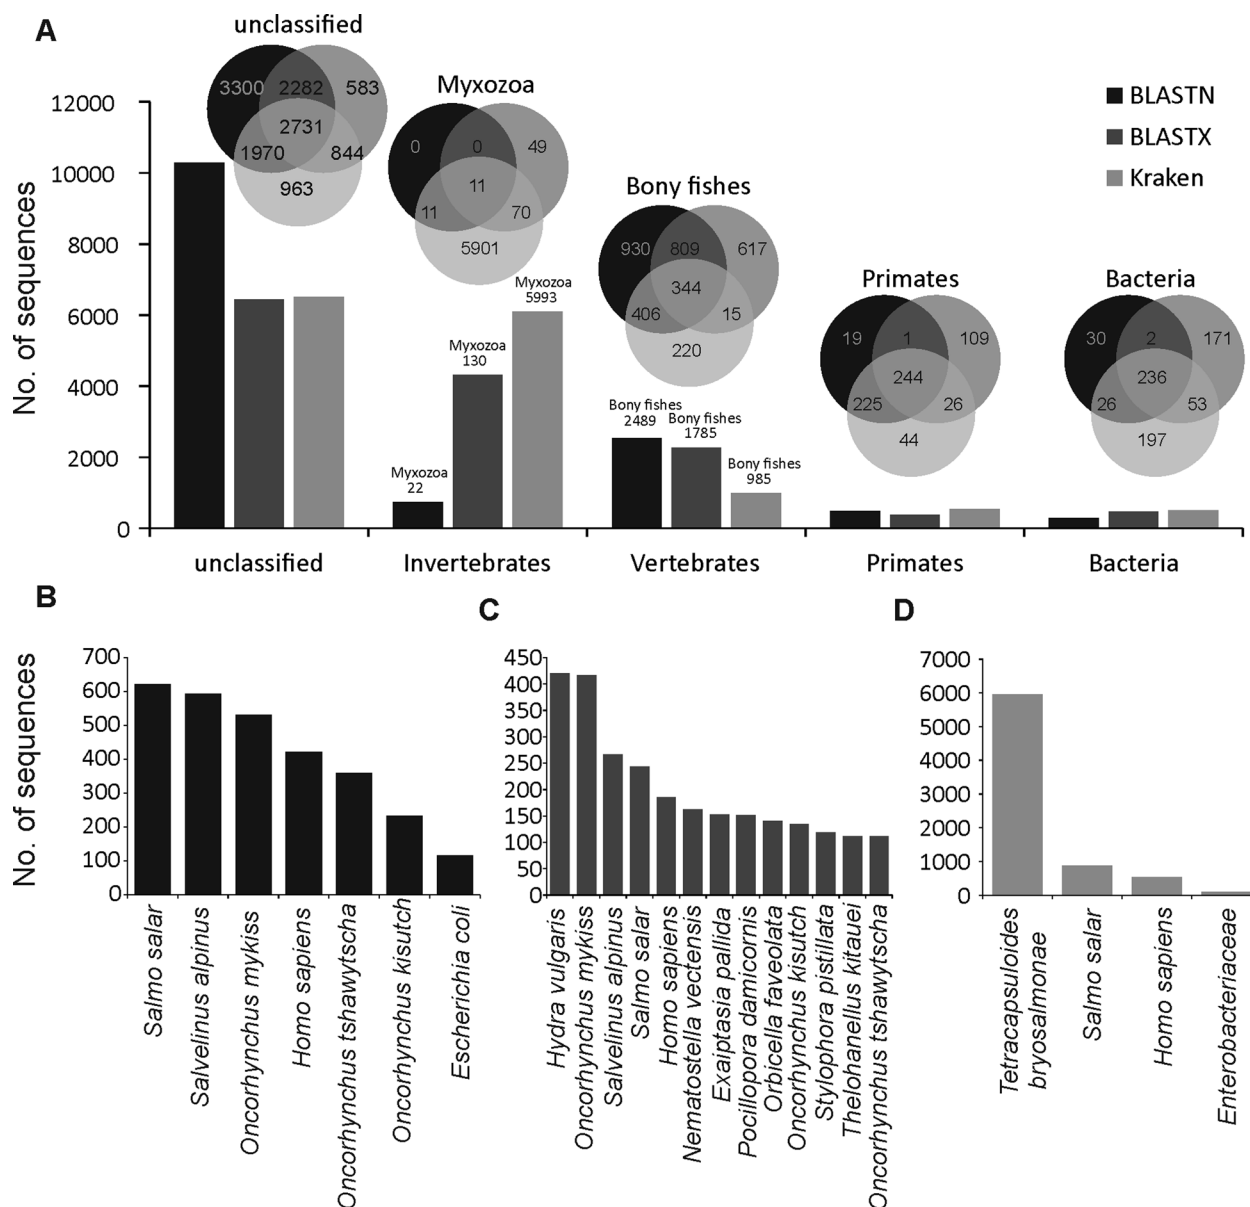 A
unclassified
3300 2282 583
2731
1970 844
963
Myxozoa
0 0 49
11
11 70
5901
Bony fishes
930 809 617
344
406 15
220
Primates
19 1 109
244
225 26
44
Bacteria
30 2 171
236
26 53
197
BLASTN
BLASTX
Kraken
No. of sequences
12000
10000
8000
6000
4000
2000
0
Myxozoa
22
Myxozoa
130
Myxozoa
5993
Bony fishes
2489
Bony fishes
1785
Bony fishes
985
unclassified Invertebrates Vertebrates Primates Bacteria
B
No. of sequences
700
600
500
400
300
200
100
0
Salmo salar
Salvelinus alpinus
Oncorhynchus mykiss
Homo sapiens
Oncorhynchus tshawytscha
Oncorhynchus kisutch
Escherichia coli
C
450
400
350
300
250
200
150
100
50
0
Hydra vulgaris
Oncorhynchus mykiss
Salvelinus alpinus
Salmo salar
Homo sapiens
Nematostella vectensis
Exaiptasia pallida
Pocillopora damicornis
Orbicella faveolata
Oncorhynchus kisutch
Stylophora pistillata
Thelohanellus kitauei
Oncorhynchus tshawytscha
D
7000
6000
5000
4000
3000
2000
1000
0
Tetracapsuloides
bryosalmonae
Salmo salar
Homo sapiens
Enterobacteriaceae